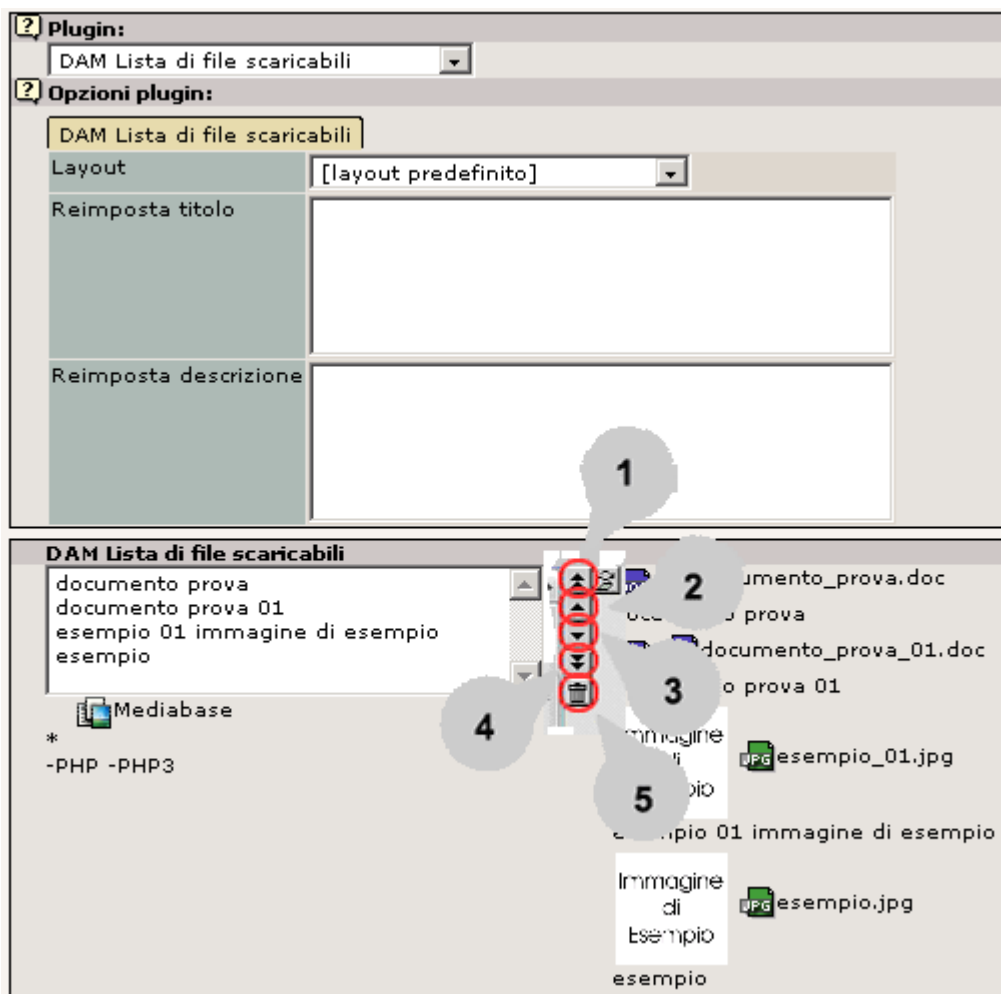 Plugin:
DAM Lista di file scaricabili
Opzioni plugin:
DAM Lista di file scaricabili
Layout
[layout predefinito]
Reimposta titolo
Reimposta descrizione
1
DAM Lista di file scaricabili
documento prova
documento prova 01
esempio 01 immagine di esempio
esempio
Mediabase
*
-PHP -PHP3
2
3
4
5
prova
documento_prova_01.doc
prova 01
esempio_01.jpg
01 immagine di esempio
Immagine
di
Esempio
esempio.jpg
esempio